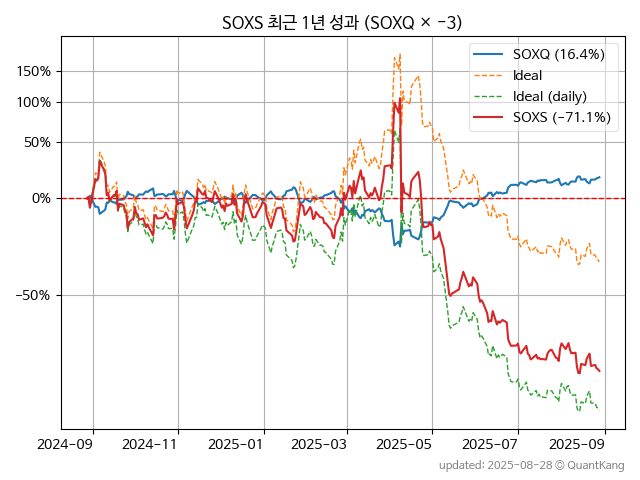 SOXS 최근 1년 성과 (SOXQ × −3)
SOXQ (16.4%)
Ideal
Ideal (daily)
SOXS (−71.1%)
150%
100%
50%
0%
−50%
2024-09 2024-11 2025-01 2025-03 2025-05 2025-07 2025-09
updated: 2025-08-28 © QuantKang